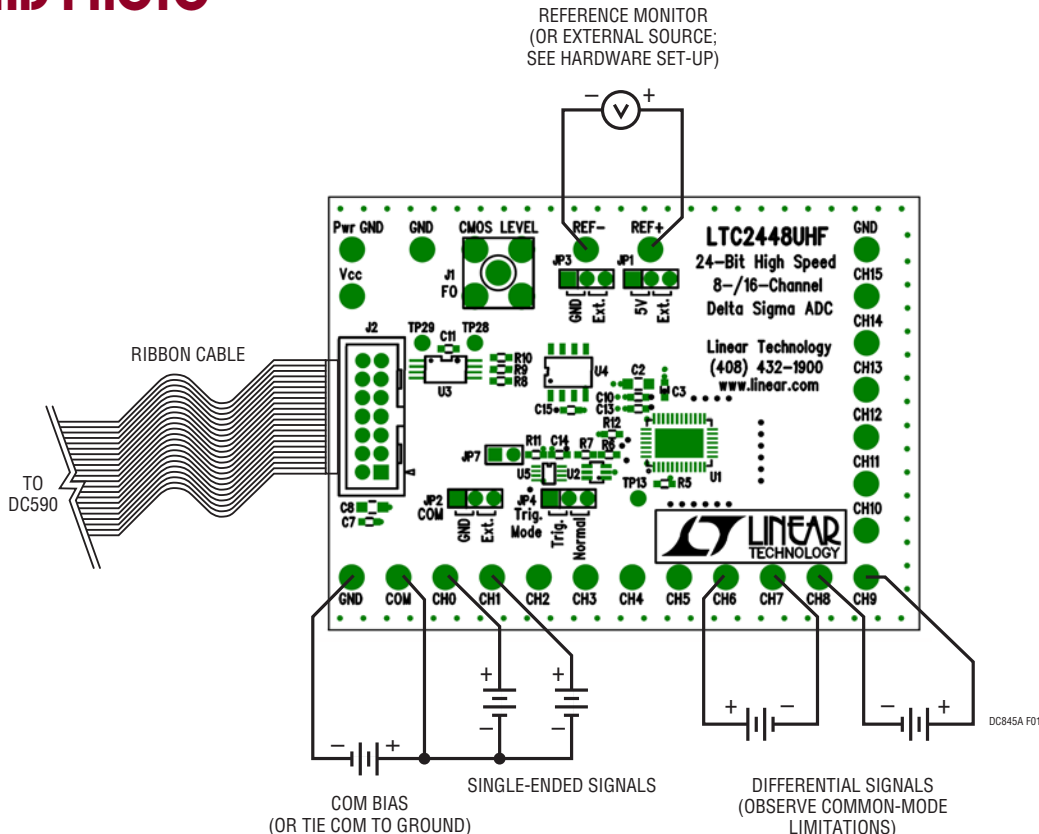 REFERENCE MONITOR
(OR EXTERNAL SOURCE;
SEE HARDWARE SET-UP)
− +
V
Pwr GND GND CMOS LEVEL REF- REF+ LTC2448UHF GND
24-Bit High Speed
8-/16-Channel
Delta Sigma ADC
Vcc J1 FO JP3 JP1 CH15
GND Ext. 5V Ext.
CH14
J2 TP29 C11 TP28
RIBBON CABLE
Linear Technology
(408) 432-1900
www.linear.com
CH13
R10
R9
R8
U3 U4 C2 C3
C10
C13
C15
CH12
R12
R11 C14 R7 R6
JP7
U5 U2 U1
CH11
TP13 R5
TO
DC590
JP2
COM
GND Ext.
JP4
Trig.
Mode
Trig. Normal
C8
C7
CH10
LT LINEAR
TECHNOLOGY
GND COM CH0 CH1 CH2 CH3 CH4 CH5 CH6 CH7 CH8 CH9
+ +
− −
+ − − +
− +
DC845A F01
SINGLE-ENDED SIGNALS
COM BIAS
(OR TIE COM TO GROUND)
DIFFERENTIAL SIGNALS
(OBSERVE COMMON-MODE
LIMITATIONS)